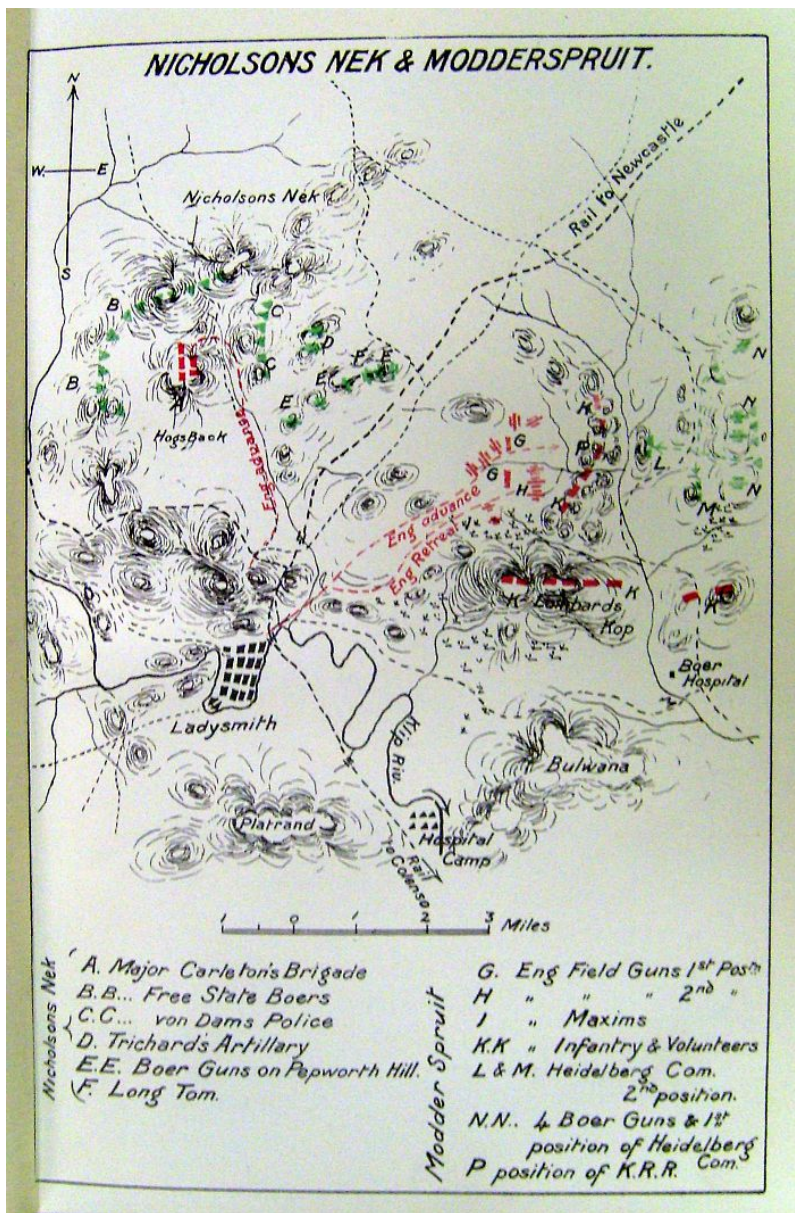 NICHOLSONS NEK & MODDERSPRUIT.
N
W. E
S
Rail to Newcastle
Nicholsons Nek
B
C
D
N
F E
E
C
B
A
K
E
HogsBack
Eng advance
G
P
N
L
G
H
N
M
Eng advance
K
Eng Retreat
K
K
Lombards
Kop
K
Boer
Hospital
Ladysmith
Klip Riv.
Bulwana
Platrand
Hospital
Camp
Rail
to Colenso
1 0 1 2 3 Miles
Nicholsons Nek
A. Major Carleton's Brigade
B.B... Free State Boers
C.C... von Dams Police
D. Trichard's Artillary
E.E. Boer Guns on Pepworth Hill.
F. Long Tom.
Modder Spruit
G. Eng Field Guns 1st Posn
H " " " 2nd "
I " Maxims
K.K " Infantry & Volunteers
L & M. Heidelberg Com.
2nd position.
N.N.. 4 Boer Guns & 1st
position of Heidelberg
Com.
P position of K.R.R.